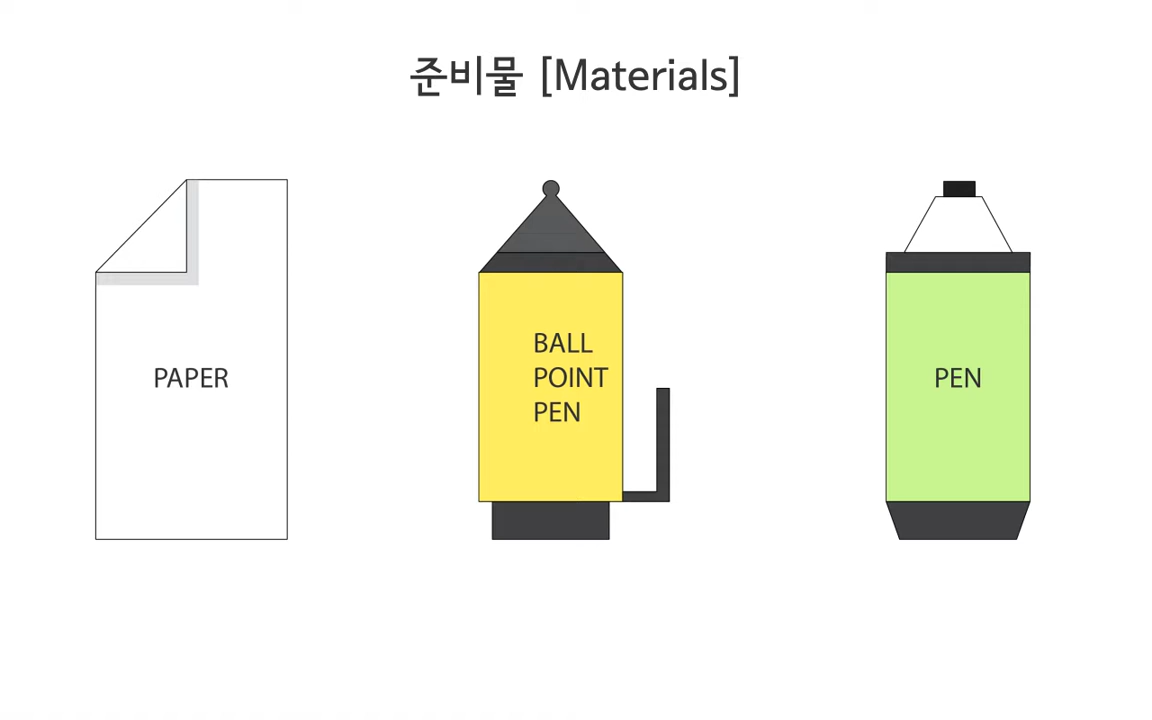 준비물 [Materials]
PAPER
BALL
POINT
PEN
PEN